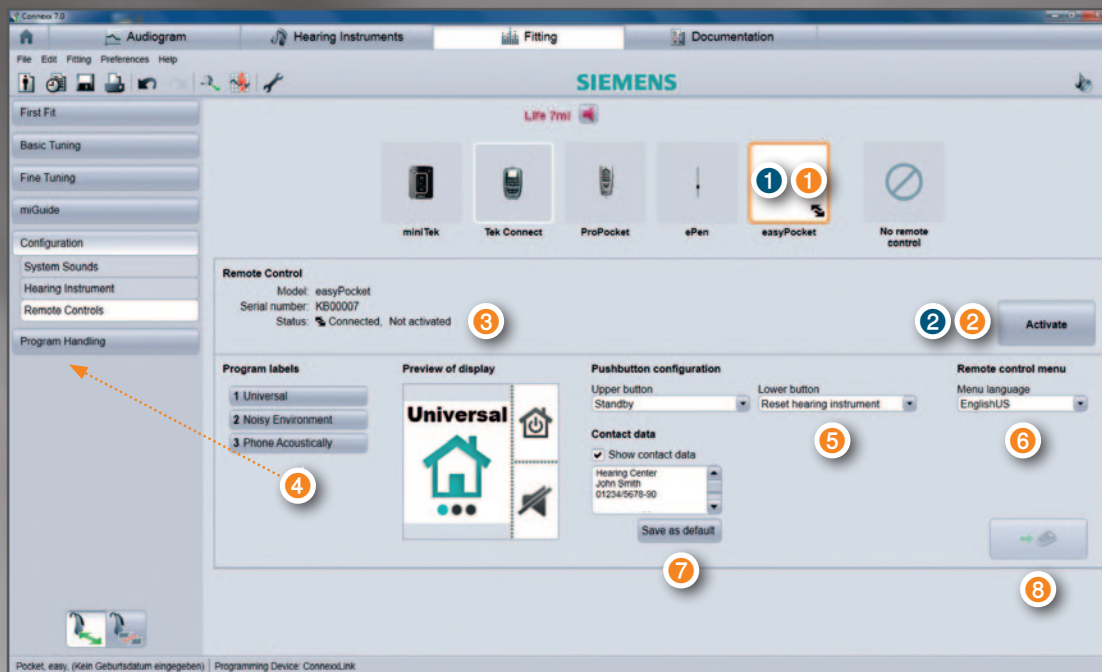 Connexx 7.0
Audiogram
Hearing Instruments
Fitting
Documentation
File Edit Fitting Preferences Help
SIEMENS
First Fit
Life 7mi
Basic Tuning
Fine Tuning
1 1
miGuide
miniTek
Tek Connect
ProPocket
ePen
easyPocket
No remote
control
Configuration
System Sounds
Hearing Instrument
Remote Controls
Program Handling
Remote Control
Model: easyPocket
Serial number: KB00007
Status: Connected, Not activated
3
2 2
Activate
Program labels
1 Universal
2 Noisy Environment
3 Phone Acoustically
4
Preview of display
Universal
Pushbutton configuration
Upper button
Standby
Lower button
Reset hearing instrument
5
Contact data
Show contact data
Hearing Center
John Smith
01234/5678-90
Save as default
7
Remote control menu
Menu language
EnglishUS
6
8
Pocket, easy, (Kein Geburtsdatum eingegeben) Programming Device: ConnexxLink